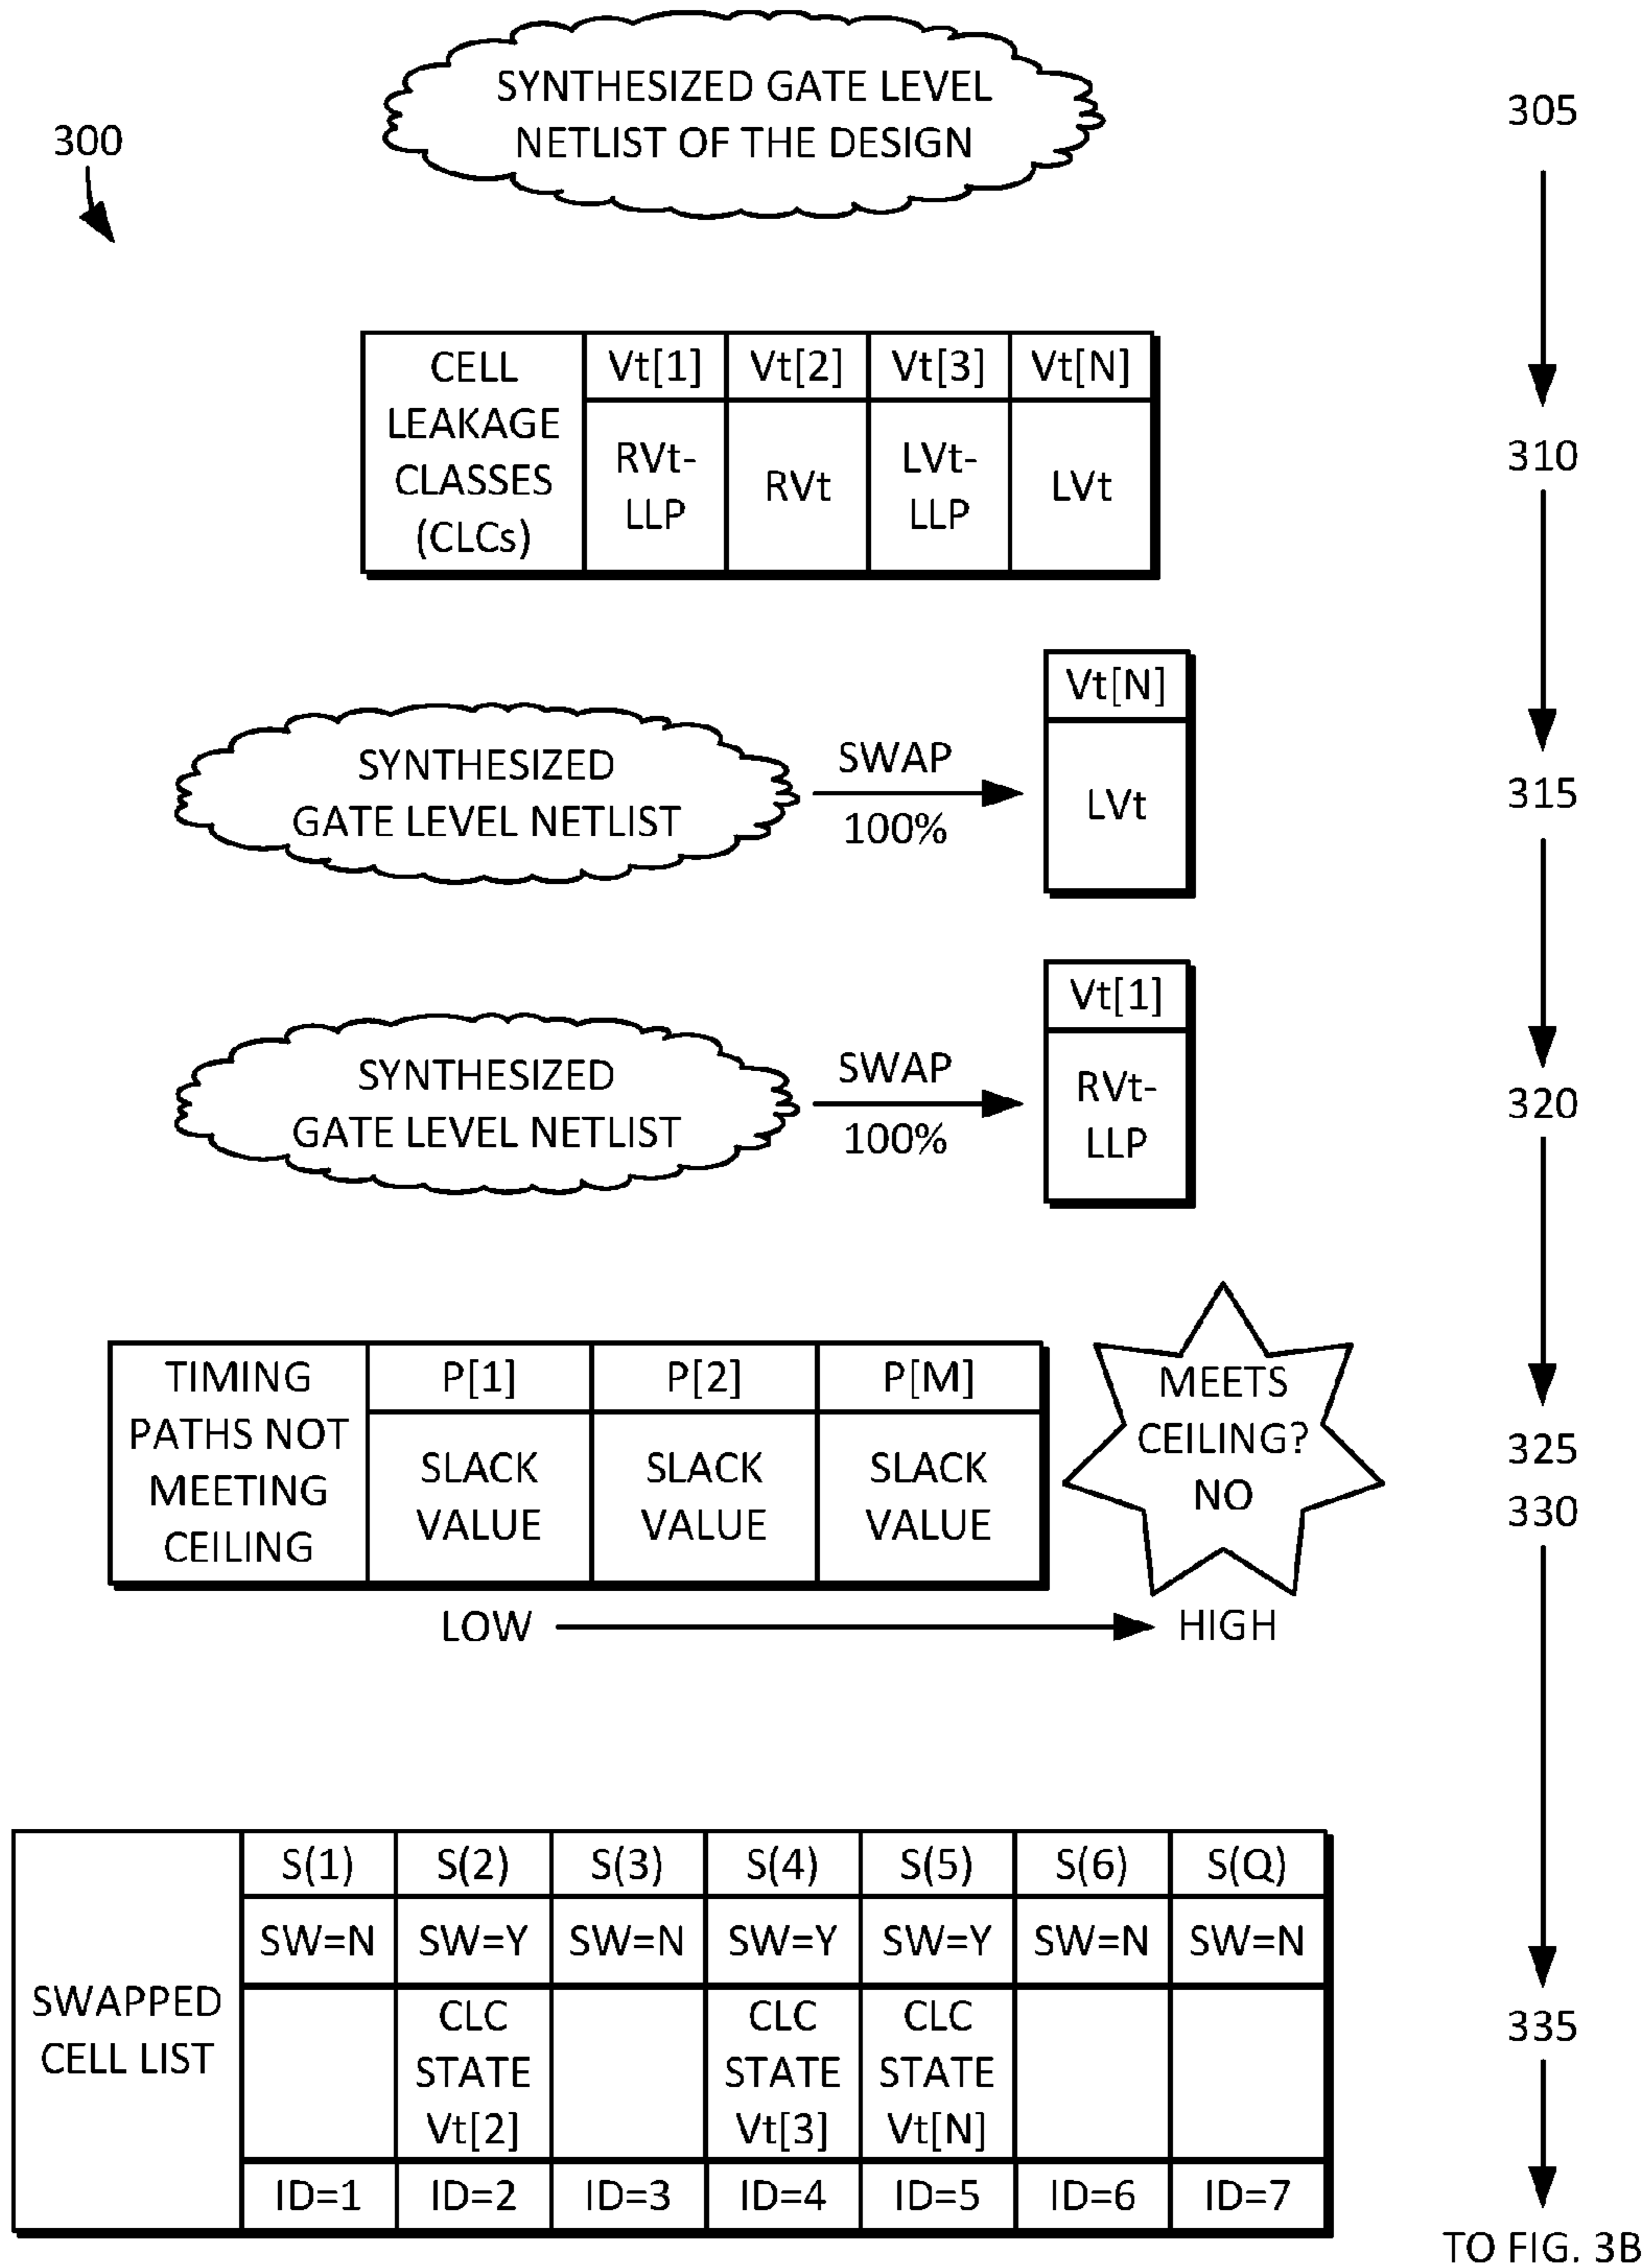 300
SYNTHESIZED GATE LEVEL
NETLIST OF THE DESIGN
305
CELL
LEAKAGE
CLASSES
(CLCs)
Vt[1]
Vt[2]
Vt[3]
Vt[N]
RVt-
LLP
RVt
LVt-
LLP
LVt
310
SYNTHESIZED
GATE LEVEL NETLIST
SWAP
100%
Vt[N]
LVt
315
SYNTHESIZED
GATE LEVEL NETLIST
SWAP
100%
Vt[1]
RVt-
LLP
320
TIMING
PATHS NOT
MEETING
CEILING
P[1]
P[2]
P[M]
SLACK
VALUE
SLACK
VALUE
SLACK
VALUE
MEETS
CEILING?
NO
325
330
LOW
HIGH
SWAPPED
CELL LIST
S(1)
S(2)
S(3)
S(4)
S(5)
S(6)
S(Q)
SW=N
SW=Y
SW=N
SW=Y
SW=Y
SW=N
SW=N
CLC
STATE
Vt[2]
CLC
STATE
Vt[3]
CLC
STATE
Vt[N]
ID=1
ID=2
ID=3
ID=4
ID=5
ID=6
ID=7
335
TO FIG. 3B